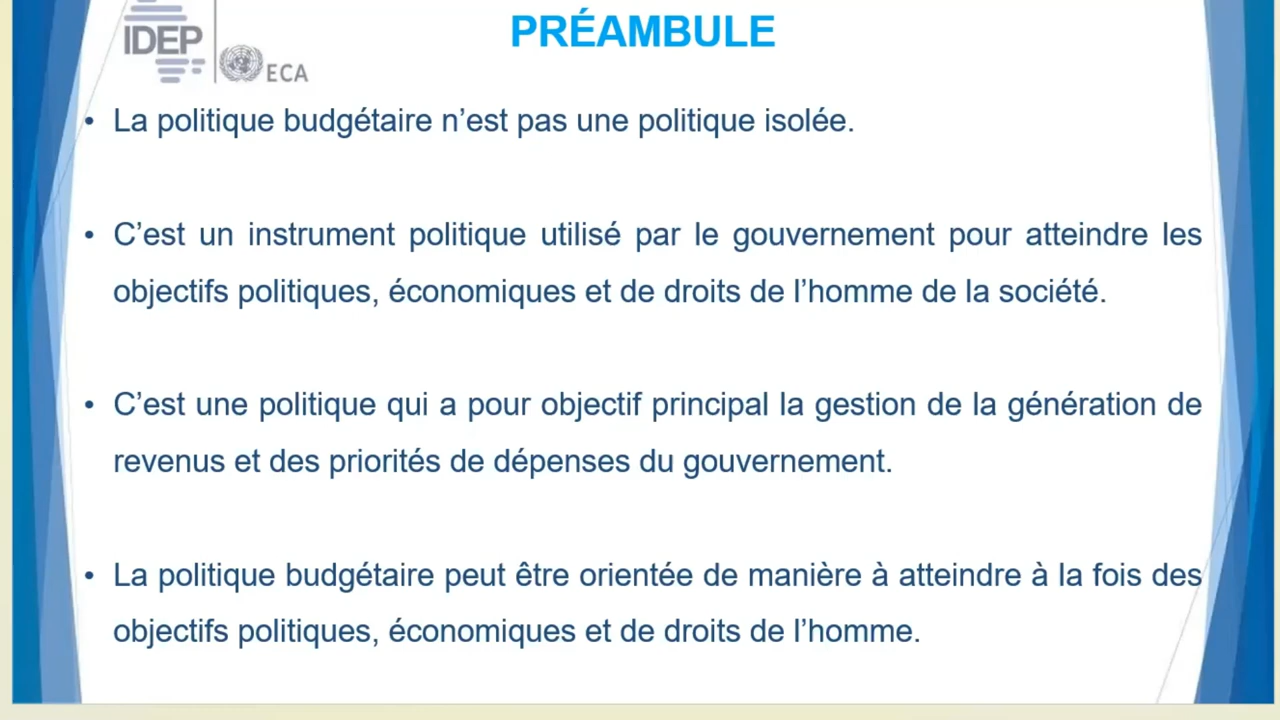 PRÉAMBULE
IDEP
ECA
• La politique budgétaire n’est pas une politique isolée.
• C’est un instrument politique utilisé par le gouvernement pour atteindre les
objectifs politiques, économiques et de droits de l’homme de la société.
• C’est une politique qui a pour objectif principal la gestion de la génération de
revenus et des priorités de dépenses du gouvernement.
• La politique budgétaire peut être orientée de manière à atteindre à la fois des
objectifs politiques, économiques et de droits de l’homme.